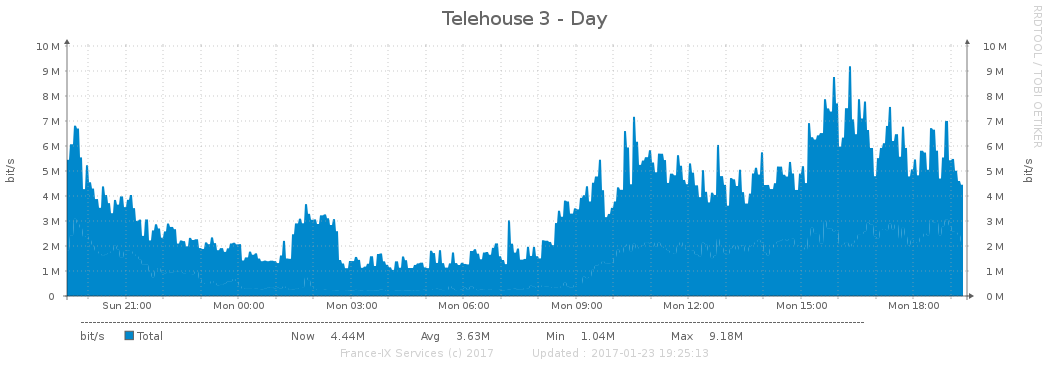 Telehouse 3 - Day
RRDTOOL / TOBI OETIKER
bit/s
bit/s
10 M 10 M
9 M 9 M
8 M 8 M
7 M 7 M
6 M 6 M
5 M 5 M
4 M 4 M
3 M 3 M
2 M 2 M
1 M 1 M
0 0 M
Sun 21:00 Mon 00:00 Mon 03:00 Mon 06:00 Mon 09:00 Mon 12:00 Mon 15:00 Mon 18:00
bit/s Total Now 4.44M Avg 3.63M Min 1.04M Max 9.18M
France-IX Services (c) 2017 Updated : 2017-01-23 19:25:13